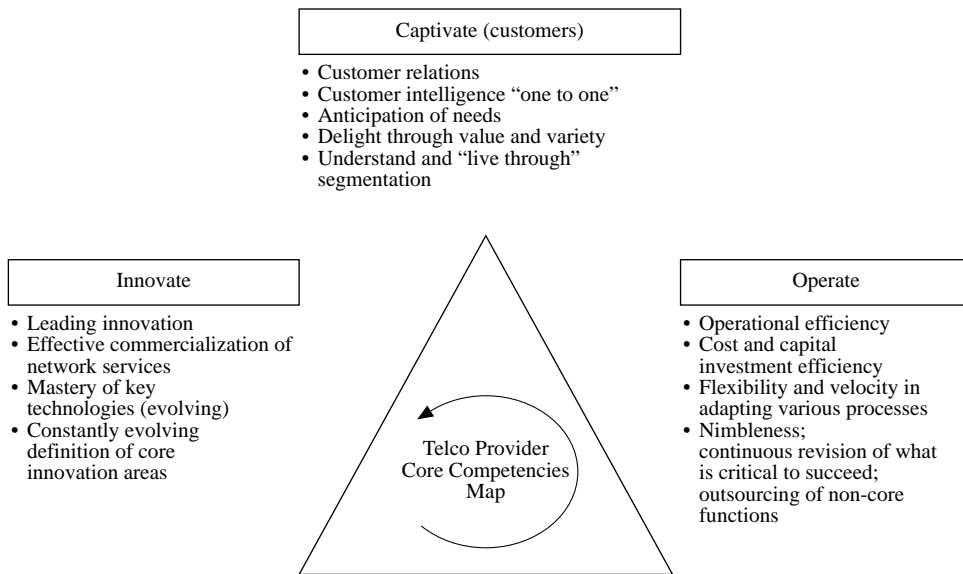 Captivate (customers)
• Customer relations
• Customer intelligence “one to one”
• Anticipation of needs
• Delight through value and variety
• Understand and “live through”
segmentation
Innovate
• Leading innovation
• Effective commercialization of
network services
• Mastery of key
technologies (evolving)
• Constantly evolving
definition of core
innovation areas
Operate
• Operational efficiency
• Cost and capital
investment efficiency
• Flexibility and velocity in
adapting various processes
• Nimbleness;
continuous revision of what
is critical to succeed;
outsourcing of non-core
functions
Telco Provider
Core Competencies
Map